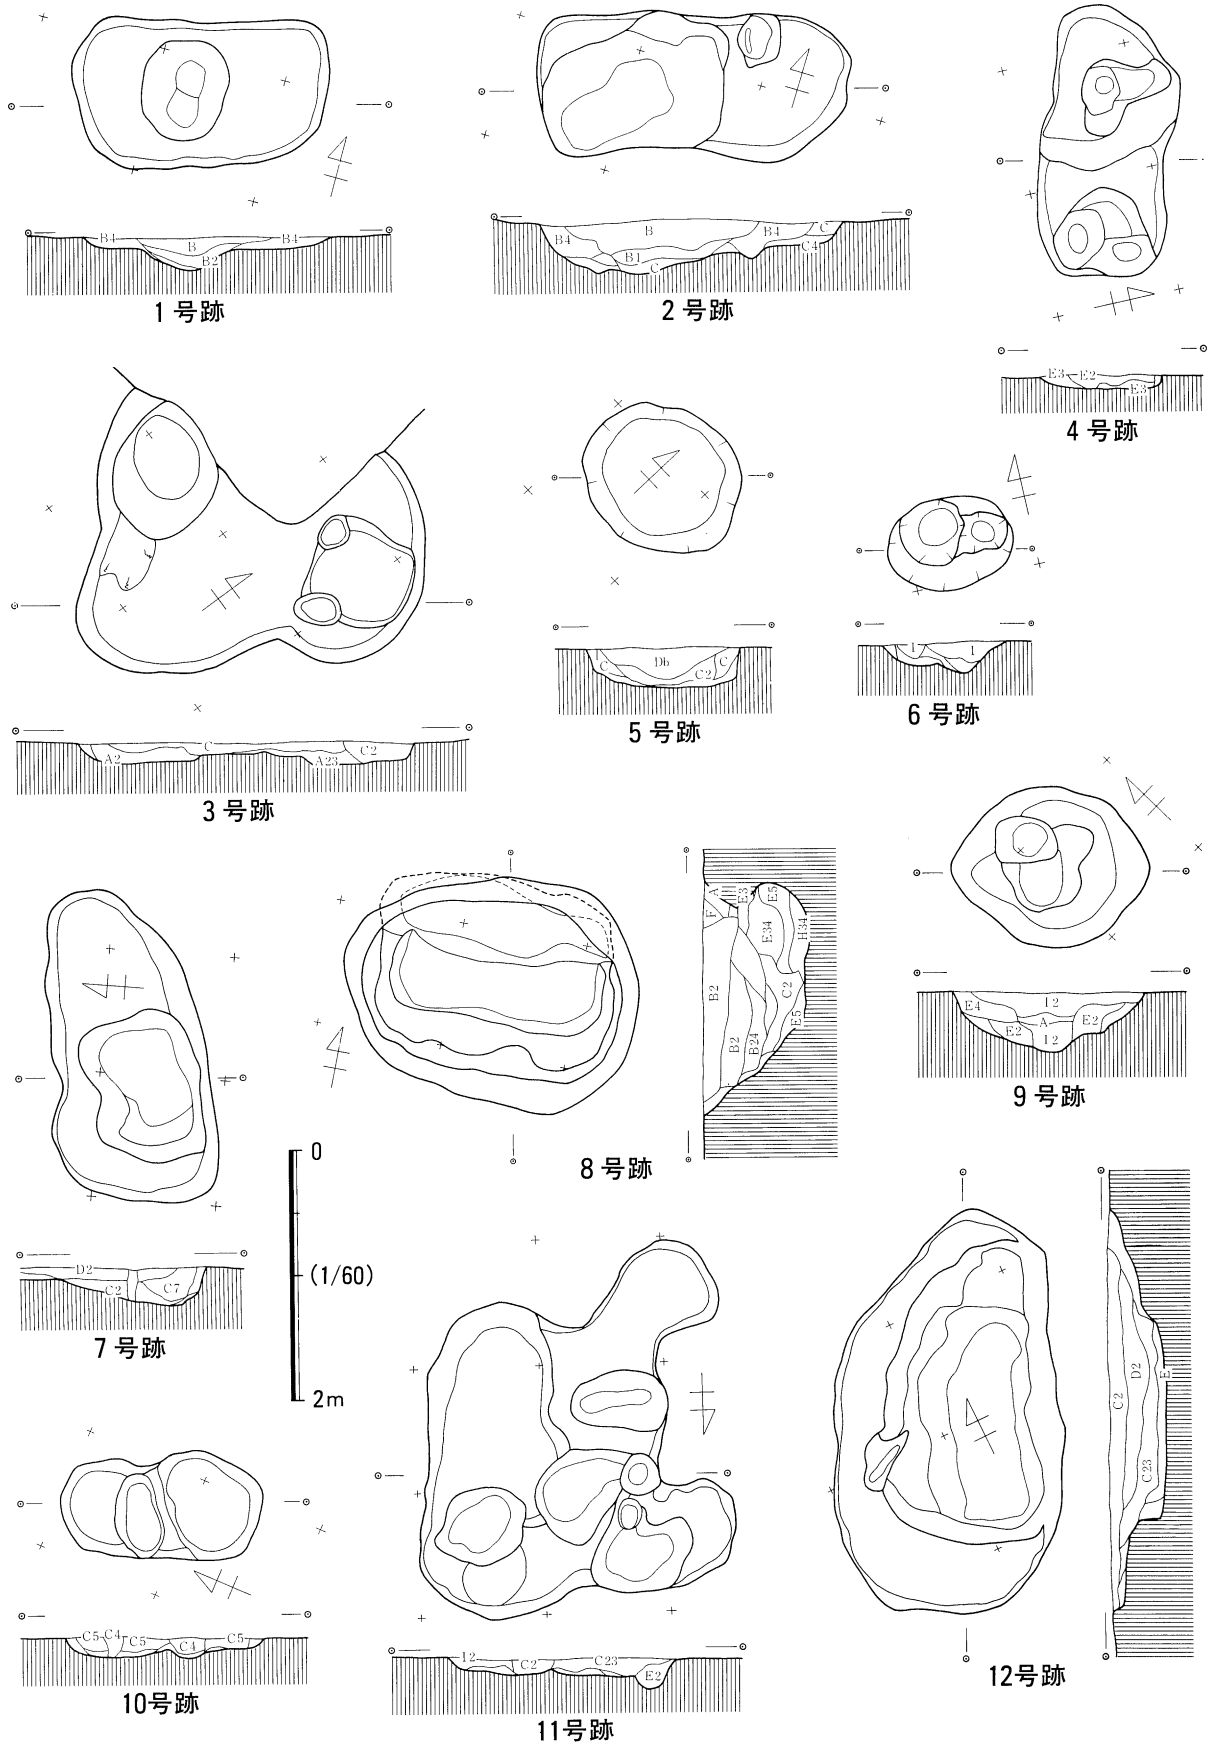 B4 B B4
B2
1号跡
B4 B B4 C
B1 C4
C
2号跡
E3 E2
E3
4号跡
C C2
A2 A23
3号跡
C Db C
C2
5号跡
I I
6号跡
A
F E3 E5
E34 H34
B2 C2
B2 B24 E5
8号跡
E4 I2
E2 A E2
I2
9号跡
D2
C2 C7
7号跡
0
(1/60)
2m
C5 C4 C5 C4 C5
10号跡
I2 C2 C23
E2
11号跡
C2 D2 E
C23
12号跡